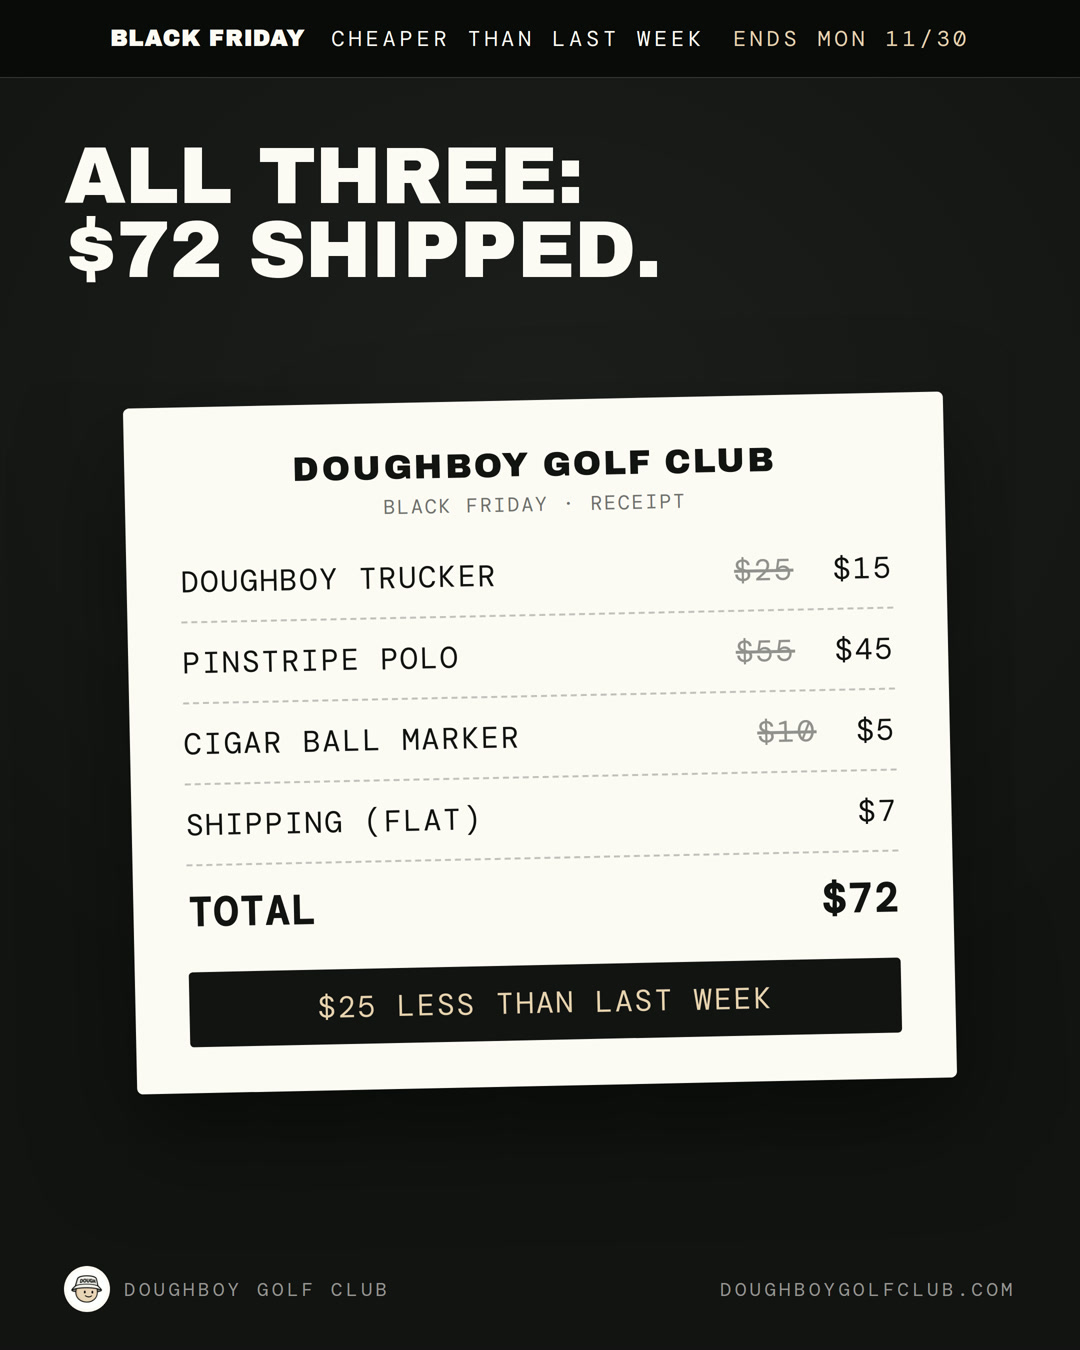 BLACK FRIDAY CHEAPER THAN LAST WEEK ENDS MON 11/30
ALL THREE:
$72 SHIPPED.
DOUGHBOY GOLF CLUB
BLACK FRIDAY · RECEIPT
DOUGHBOY TRUCKER $25 $15
PINSTRIPE POLO $55 $45
CIGAR BALL MARKER $10 $5
SHIPPING (FLAT) $7
TOTAL $72
$25 LESS THAN LAST WEEK
DOUGH
DOUGHBOY GOLF CLUB DOUGHBOYGOLFCLUB.COM